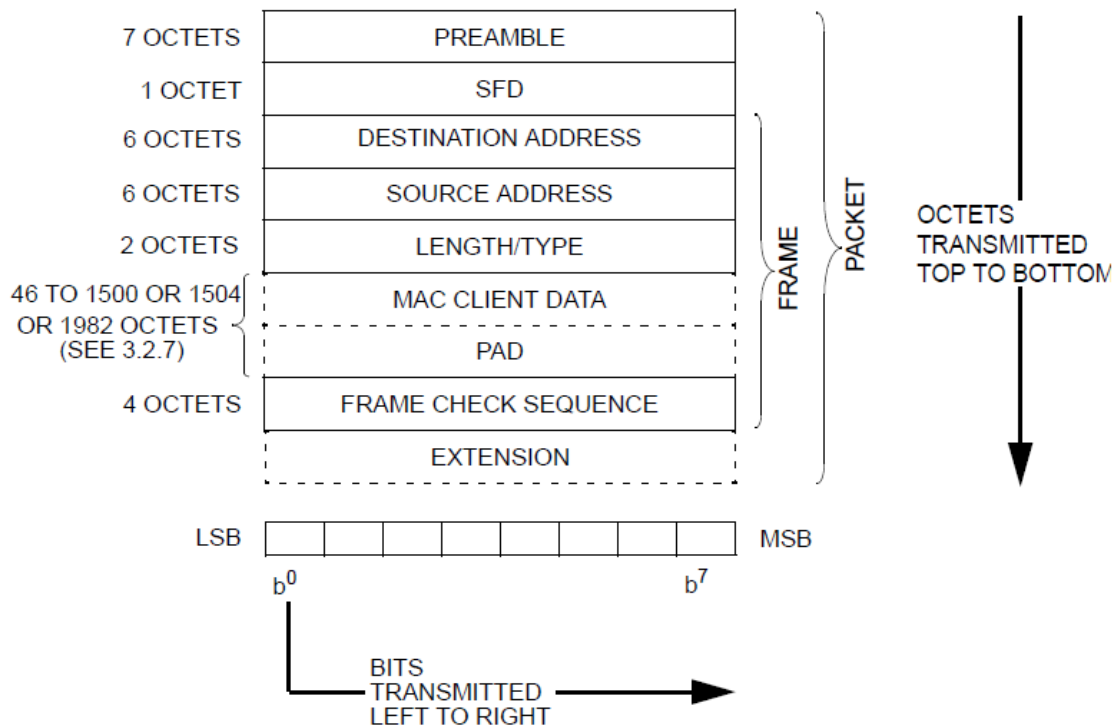 7 OCTETS PREAMBLE
1 OCTET SFD
6 OCTETS DESTINATION ADDRESS
6 OCTETS SOURCE ADDRESS
2 OCTETS LENGTH/TYPE
46 TO 1500 OR 1504
OR 1982 OCTETS
(SEE 3.2.7)
MAC CLIENT DATA
PAD
4 OCTETS FRAME CHECK SEQUENCE
EXTENSION
FRAME
PACKET
OCTETS
TRANSMITTED
TOP TO BOTTOM
LSB MSB
b0 b7
BITS
TRANSMITTED
LEFT TO RIGHT